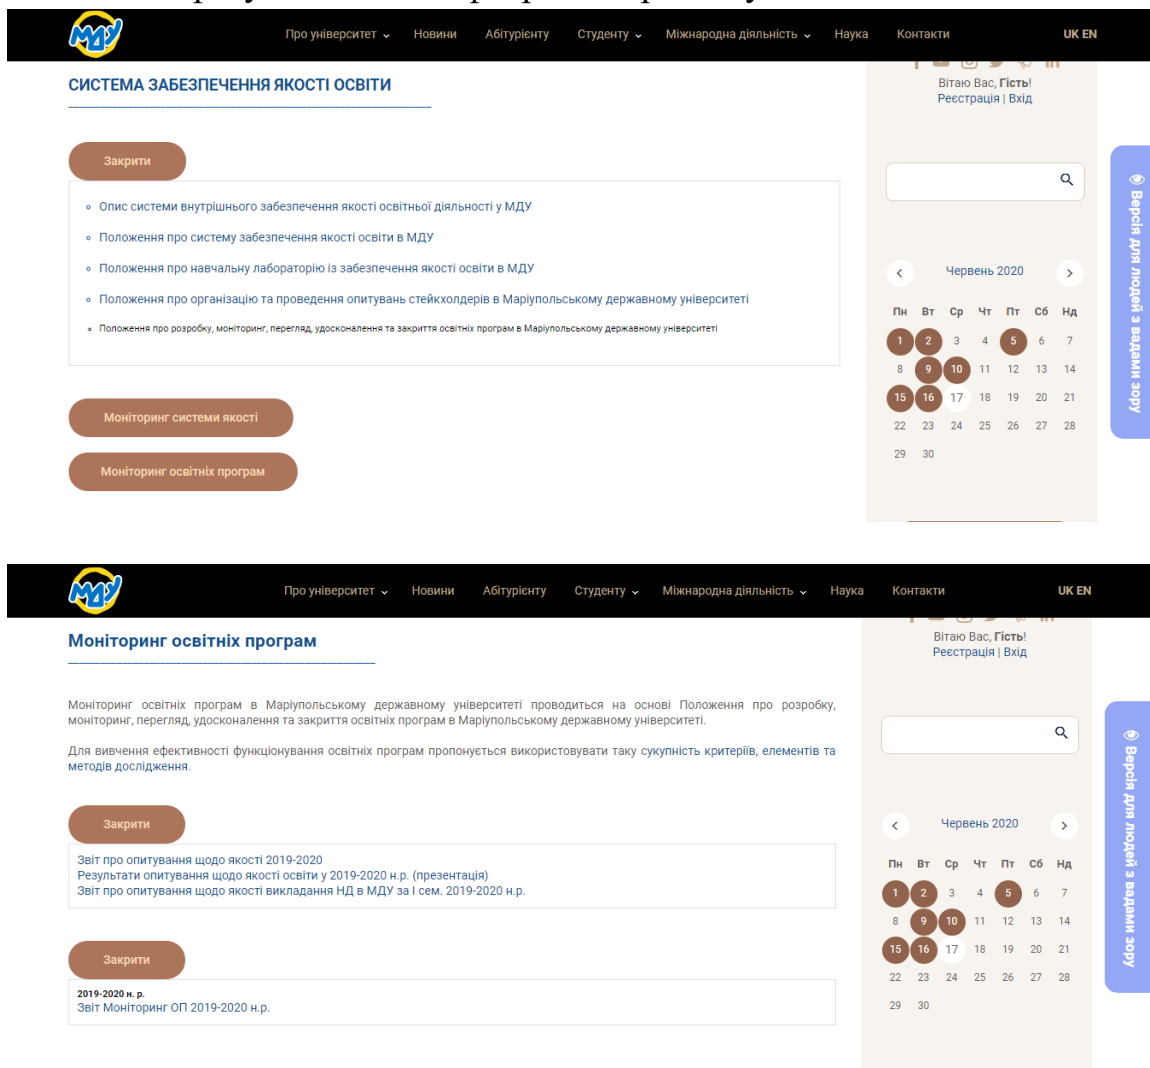 МДУ
Про університет Новини Абітурієнту Студенту Міжнародна діяльність Наука Контакти UK EN
СИСТЕМА ЗАБЕЗПЕЧЕННЯ ЯКОСТІ ОСВІТИ
Закрити
Опис системи внутрішнього забезпечення якості освітньої діяльності у МДУ
Положення про систему забезпечення якості освіти в МДУ
Положення про навчальну лабораторію із забезпечення якості освіти в МДУ
Положення про організацію та проведення опитувань стейкхолдерів в Маріупольському державному університеті
Положення про розробку, моніторинг, перегляд, удосконалення та закриття освітніх програм в Маріупольському державному університеті
Моніторинг системи якості
Моніторинг освітніх програм
Вітаю Вас, Гість!
Реєстрація | Вхід
Червень 2020
Пн Вт Ср Чт Пт Сб Нд
1 2 3 4 5 6 7
8 9 10 11 12 13 14
15 16 17 18 19 20 21
22 23 24 25 26 27 28
29 30
Версія для людей з вадами зору
МДУ
Про університет Новини Абітурієнту Студенту Міжнародна діяльність Наука Контакти UK EN
Моніторинг освітніх програм
Моніторинг освітніх програм в Маріупольському державному університеті проводиться на основі Положення про розробку,
моніторинг, перегляд, удосконалення та закриття освітніх програм в Маріупольському державному університеті.
Для вивчення ефективності функціонування освітніх програм пропонується використовувати таку сукупність критеріїв, елементів та
методів дослідження.
Закрити
Звіт про опитування щодо якості 2019-2020
Результати опитування щодо якості освіти у 2019-2020 н.р. (презентація)
Звіт про опитування щодо якості викладання НД в МДУ за І сем. 2019-2020 н.р.
Закрити
2019-2020 н. р.
Звіт Моніторинг ОП 2019-2020 н.р.
Вітаю Вас, Гість!
Реєстрація | Вхід
Червень 2020
Пн Вт Ср Чт Пт Сб Нд
1 2 3 4 5 6 7
8 9 10 11 12 13 14
15 16 17 18 19 20 21
22 23 24 25 26 27 28
29 30
Версія для людей з вадами зору